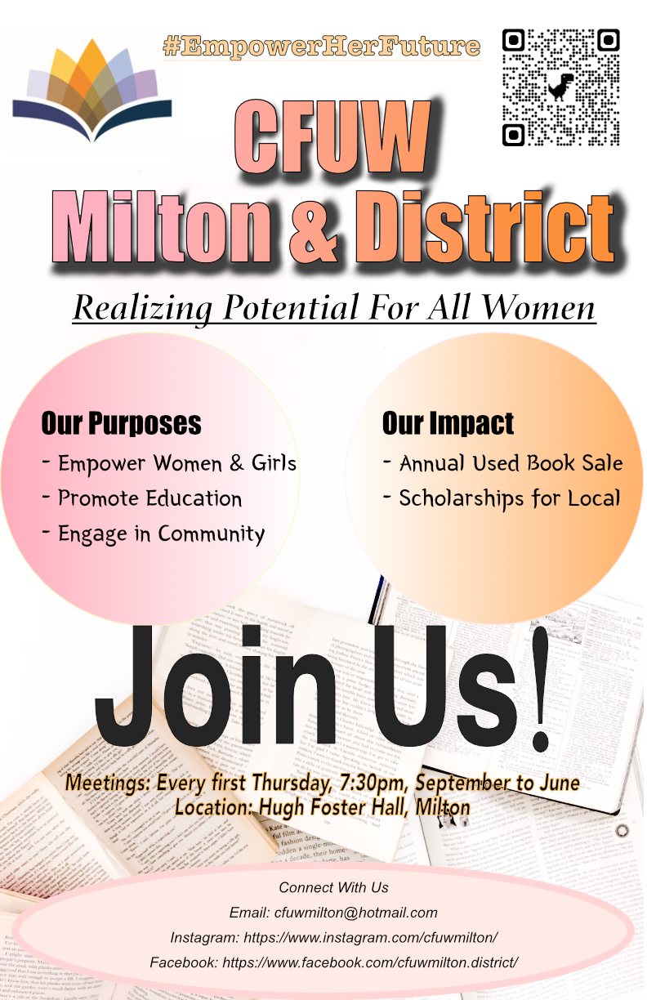 #EmpowerHerFuture
CFUW
Milton & District
Realizing Potential For All Women
Our Purposes
- Empower Women & Girls
- Promote Education
- Engage in Community
Our Impact
- Annual Used Book Sale
- Scholarships for Local
Join Us!
Meetings: Every first Thursday, 7:30pm, September to June
Location: Hugh Foster Hall, Milton
Connect With Us
Email: cfuwmilton@hotmail.com
Instagram: https://www.instagram.com/cfuwmilton/
Facebook: https://www.facebook.com/cfuwmilton.district/